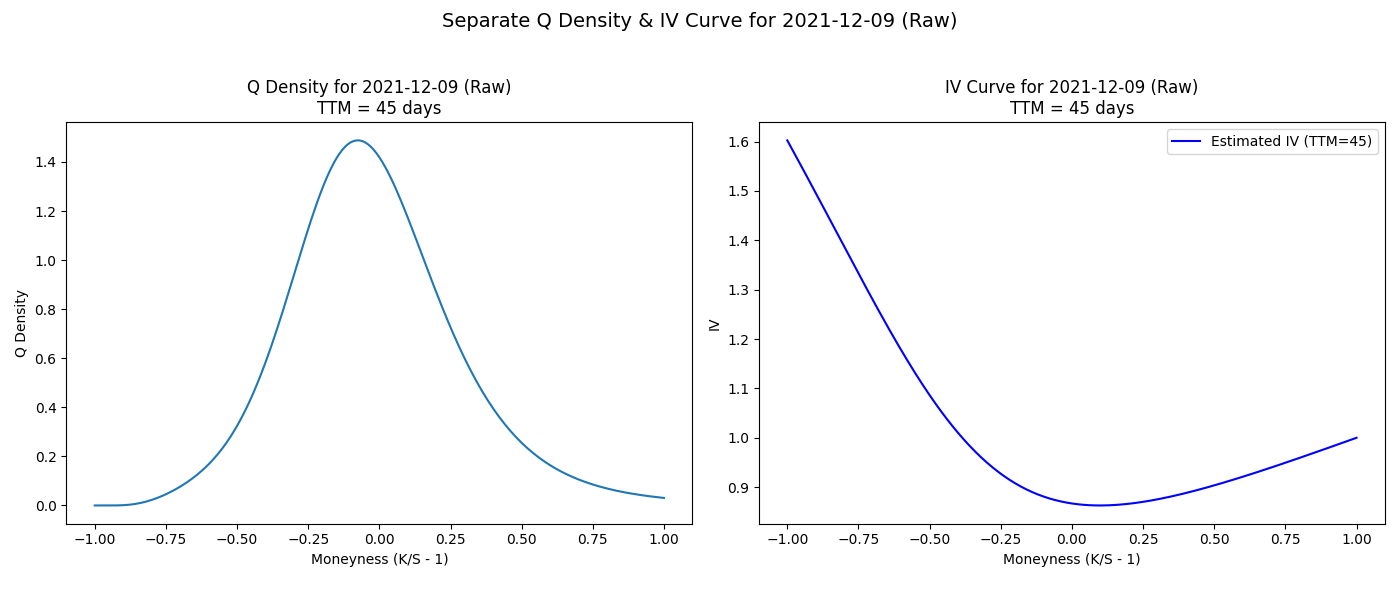 Separate Q Density & IV Curve for 2021-12-09 (Raw)
Q Density for 2021-12-09 (Raw)
TTM = 45 days
Q Density
1.4
1.2
1.0
0.8
0.6
0.4
0.2
0.0
−1.00 −0.75 −0.50 −0.25 0.00 0.25 0.50 0.75 1.00
Moneyness (K/S - 1)
IV Curve for 2021-12-09 (Raw)
TTM = 45 days
Estimated IV (TTM=45)
IV
1.6
1.5
1.4
1.3
1.2
1.1
1.0
0.9
−1.00 −0.75 −0.50 −0.25 0.00 0.25 0.50 0.75 1.00
Moneyness (K/S - 1)